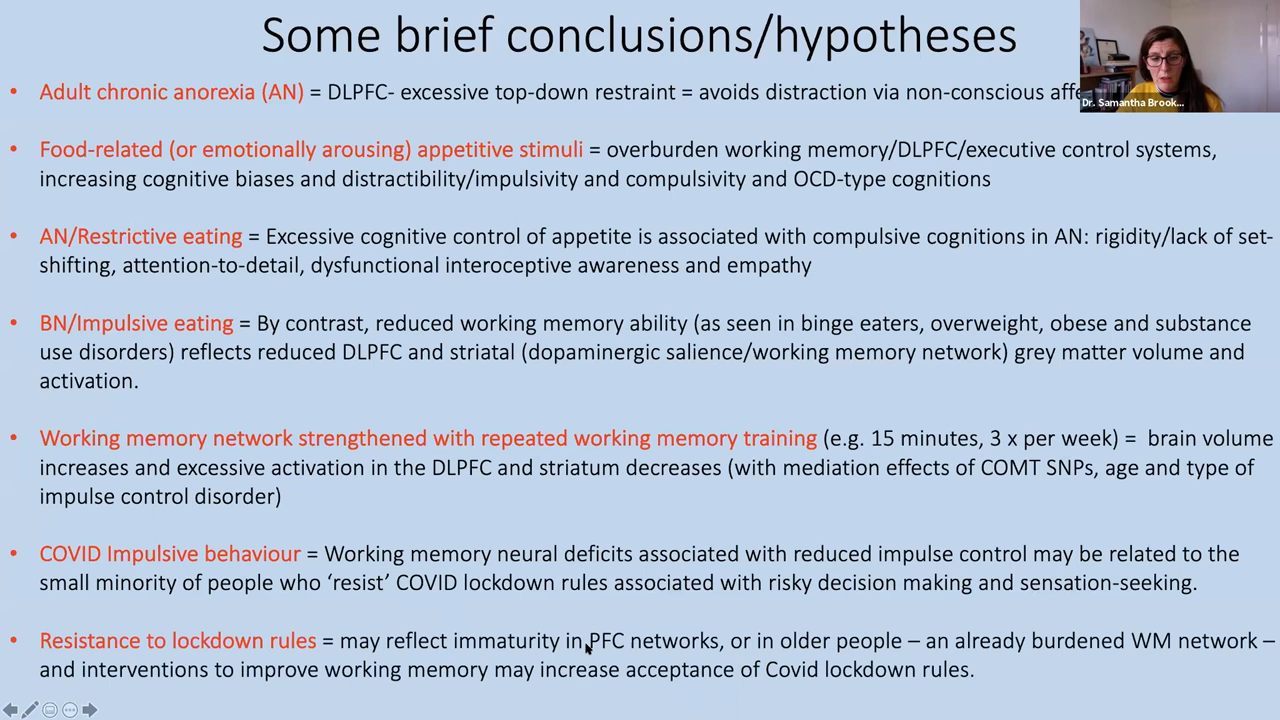 Some brief conclusions/hypotheses
• Adult chronic anorexia (AN) = DLPFC- excessive top-down restraint = avoids distraction via non-conscious affe
Dr. Samantha Brook...
• Food-related (or emotionally arousing) appetitive stimuli = overburden working memory/DLPFC/executive control systems,
increasing cognitive biases and distractibility/impulsivity and compulsivity and OCD-type cognitions
• AN/Restrictive eating = Excessive cognitive control of appetite is associated with compulsive cognitions in AN: rigidity/lack of set-
shifting, attention-to-detail, dysfunctional interoceptive awareness and empathy
• BN/Impulsive eating = By contrast, reduced working memory ability (as seen in binge eaters, overweight, obese and substance
use disorders) reflects reduced DLPFC and striatal (dopaminergic salience/working memory network) grey matter volume and
activation.
• Working memory network strengthened with repeated working memory training (e.g. 15 minutes, 3 x per week) = brain volume
increases and excessive activation in the DLPFC and striatum decreases (with mediation effects of COMT SNPs, age and type of
impulse control disorder)
• COVID Impulsive behaviour = Working memory neural deficits associated with reduced impulse control may be related to the
small minority of people who ‘resist’ COVID lockdown rules associated with risky decision making and sensation-seeking.
• Resistance to lockdown rules = may reflect immaturity in PFC networks, or in older people – an already burdened WM network –
and interventions to improve working memory may increase acceptance of Covid lockdown rules.